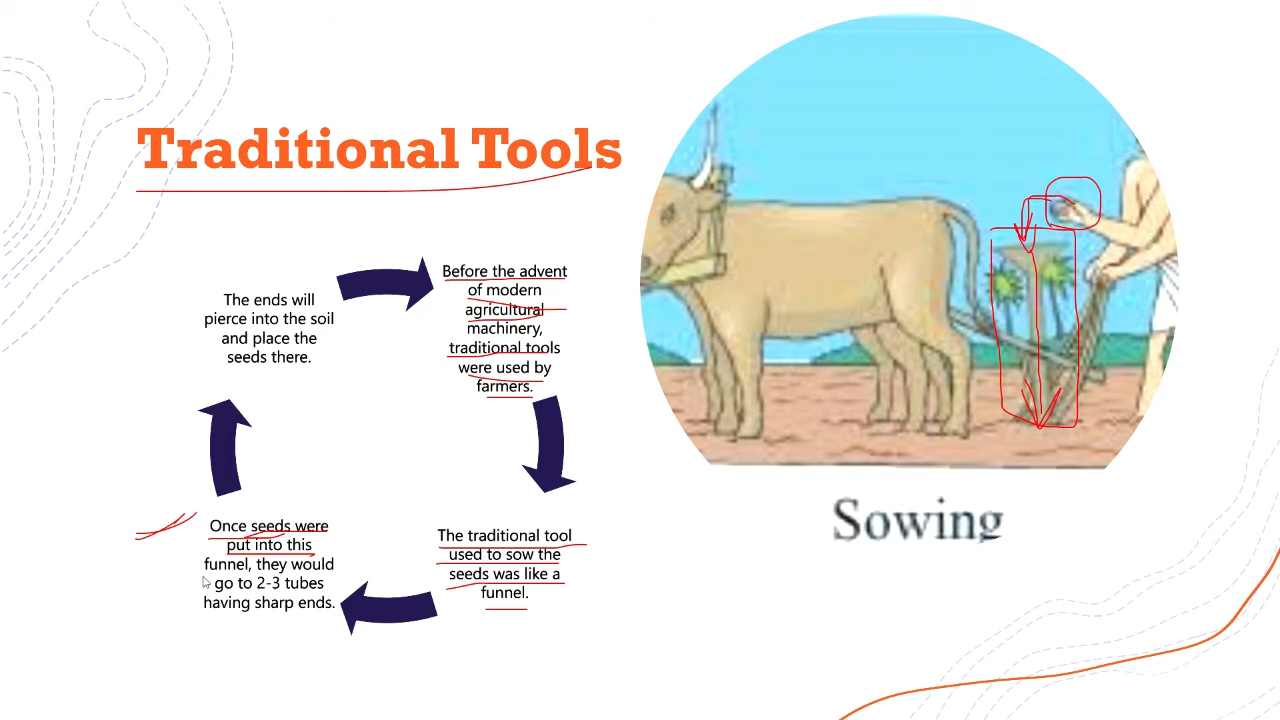 Traditional Tools
The ends will
pierce into the soil
and place the
seeds there.
Before the advent
of modern
agricultural
machinery,
traditional tools
were used by
farmers.
Once seeds were
put into this
funnel, they would
go to 2-3 tubes
having sharp ends.
The traditional tool
used to sow the
seeds was like a
funnel.
Sowing